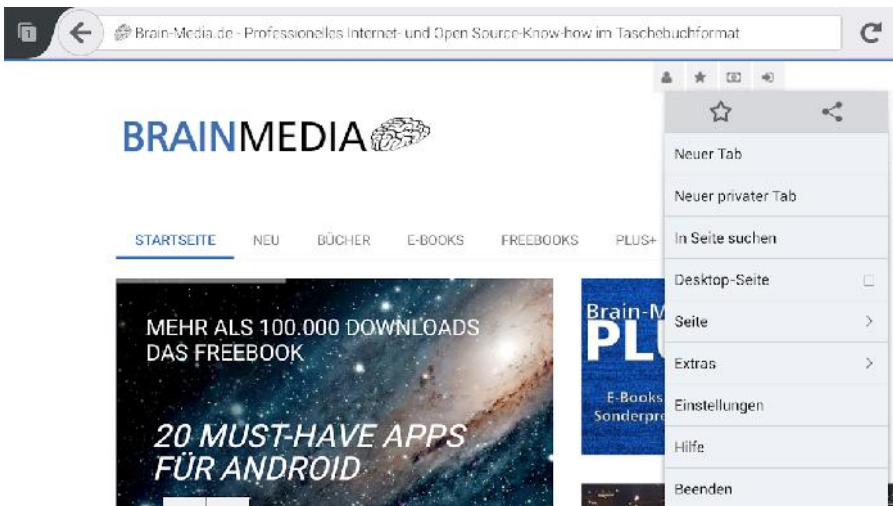 1
Brain-Media.de - Professionelles Internet- und Open Source-Know-how im Taschebuchformat
BRAINMEDIA
STARTSEITE NEU BÜCHER E-BOOKS FREEBOOKS PLUS+
MEHR ALS 100.000 DOWNLOADS
DAS FREEBOOK
20 MUST-HAVE APPS
FÜR ANDROID
Brain-M
PL
E-Books
Sonderpre
Neuer Tab
Neuer privater Tab
In Seite suchen
Desktop-Seite
Seite
Extras
Einstellungen
Hilfe
Beenden